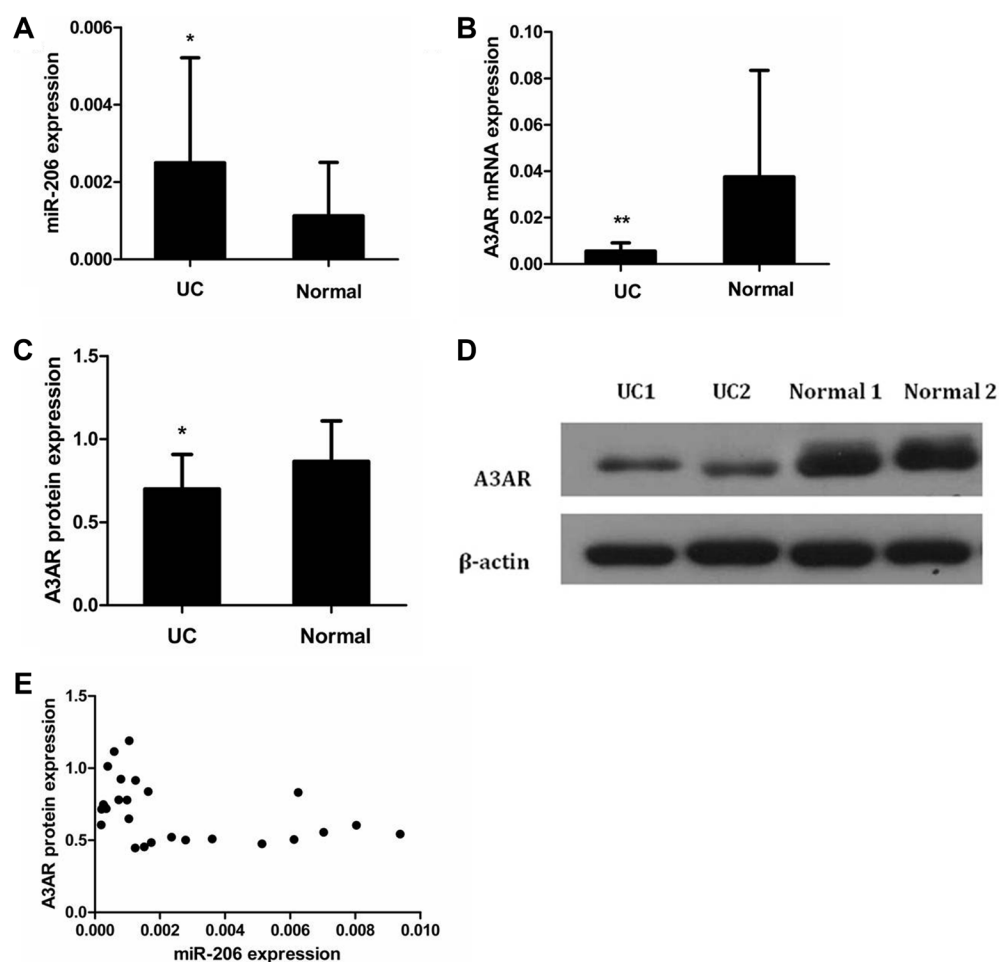 A
miR-206 expression
0.006
0.004
0.002
0.000
*
UC
Normal
B
A3AR mRNA expression
0.10
0.08
0.06
0.04
0.02
0.00
**
UC
Normal
C
A3AR protein expression
1.5
1.0
0.5
0.0
*
UC
Normal
D
UC1
UC2
Normal 1
Normal 2
A3AR
β-actin
E
A3AR protein expression
1.5
1.0
0.5
0.0
0.000
0.002
0.004
0.006
0.008
0.010
miR-206 expression